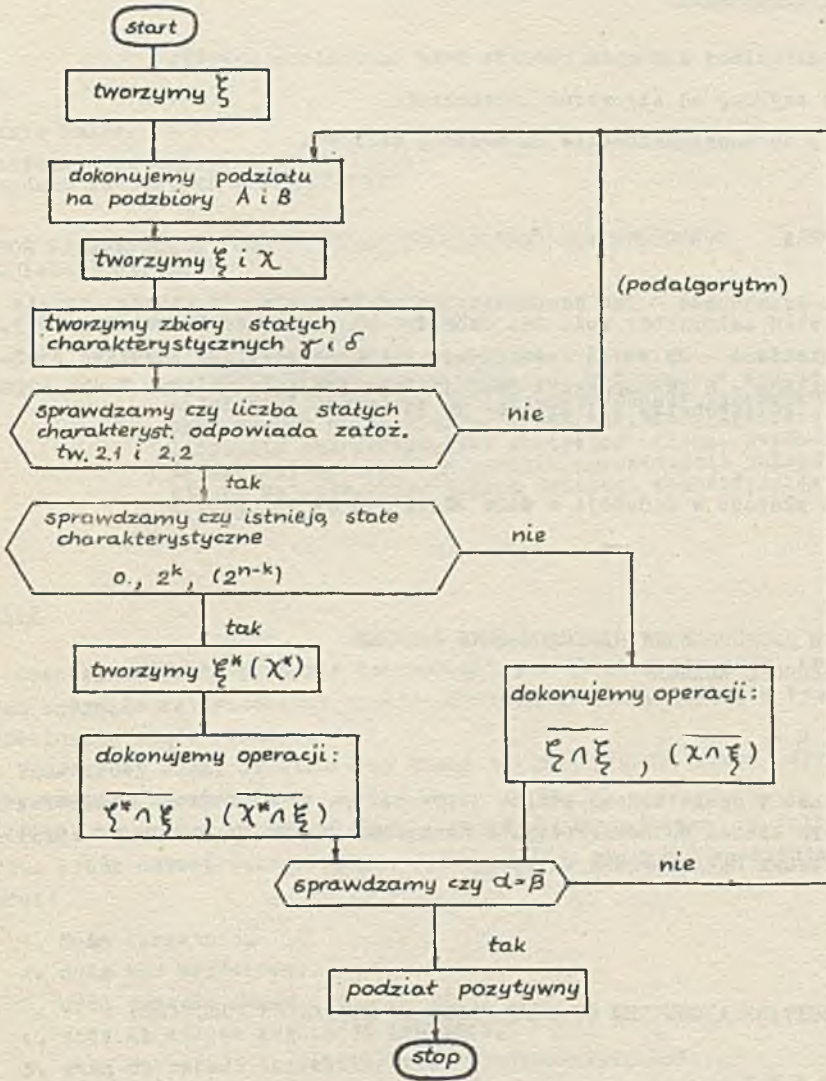 start
tworzymy ξ
dokonujemy podziału
na podzbiory A i B
tworzymy ξ i χ
(podalgorytm)
tworzymy zbiory stałych
charakterystycznych γ i δ
sprawdzamy czy liczba stałych
charakteryst. odpowiada założ.
tw. 2.1 i 2.2
nie
tak
sprawdzamy czy istnieją stałe
charakterystyczne
0., 2^k, (2^{n-k})
nie
tak
tworzymy ξ* (χ*)
dokonujemy operacji:
ζ∩ξ, (χ∩ξ)
dokonujemy operacji:
ζ*∩ξ, (χ*∩ξ)
sprawdzamy czy α=β̄
nie
tak
podział pozytywny
stop